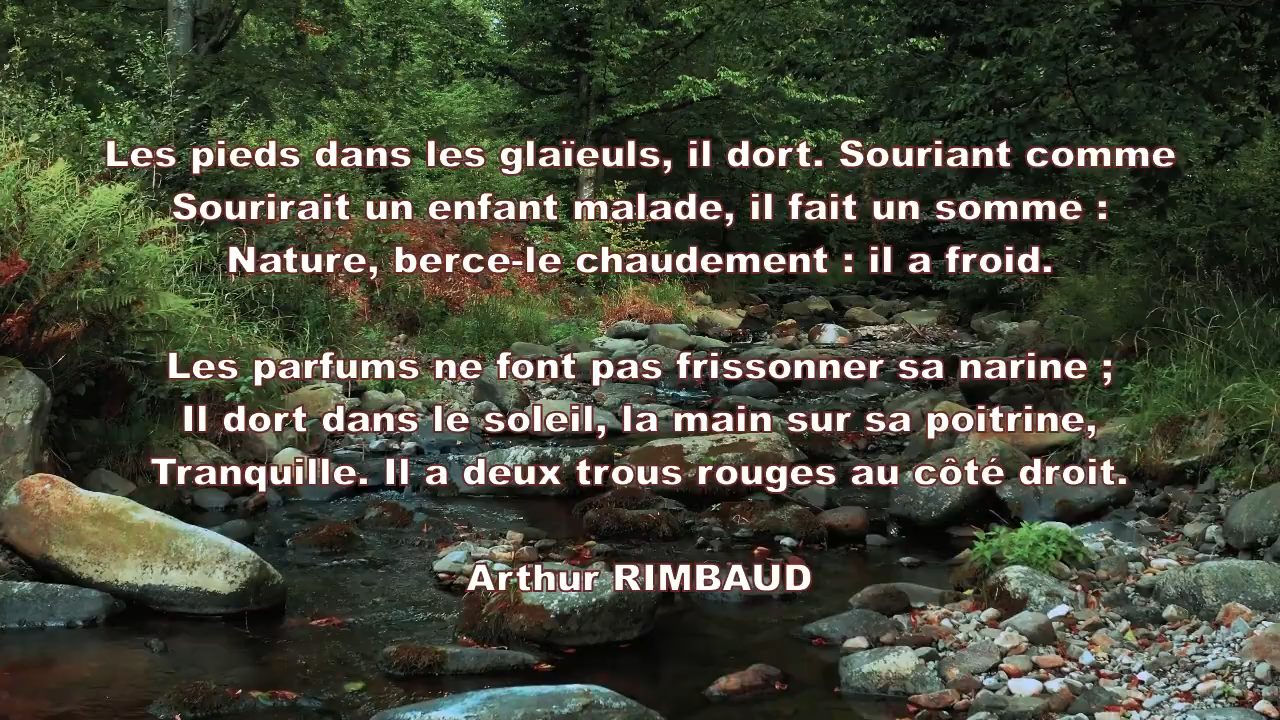 Les pieds dans les glaïeuls, il dort. Souriant comme
Sourirait un enfant malade, il fait un somme :
Nature, berce-le chaudement : il a froid.
Les parfums ne font pas frissonner sa narine ;
Il dort dans le soleil, la main sur sa poitrine,
Tranquille. Il a deux trous rouges au côté droit.
Arthur RIMBAUD